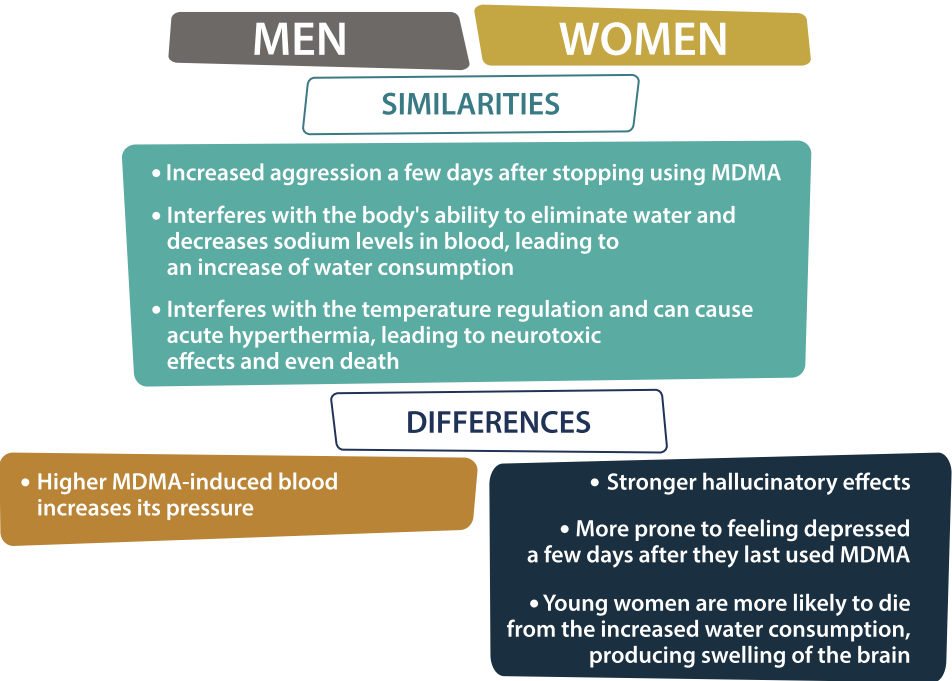 MEN
WOMEN
SIMILARITIES
• Increased aggression a few days after stopping using MDMA
• Interferes with the body's ability to eliminate water and
decreases sodium levels in blood, leading to
an increase of water consumption
• Interferes with the temperature regulation and can cause
acute hyperthermia, leading to neurotoxic
effects and even death
DIFFERENCES
• Higher MDMA-induced blood
increases its pressure
• Stronger hallucinatory effects
• More prone to feeling depressed
a few days after they last used MDMA
• Young women are more likely to die
from the increased water consumption,
producing swelling of the brain